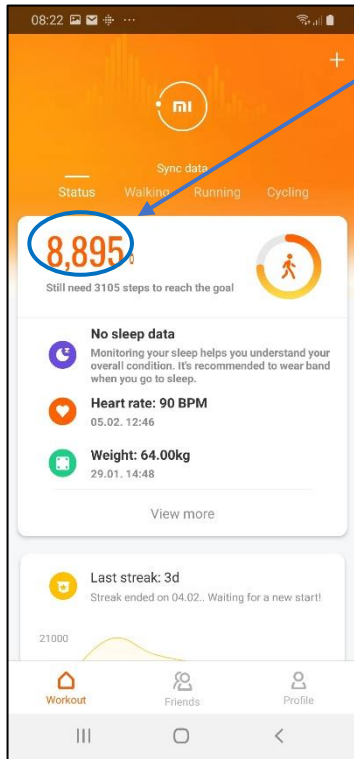 08:22
mi
Sync data
Status Walking Running Cycling
8,895
Still need 3105 steps to reach the goal
No sleep data
Monitoring your sleep helps you understand your
overall condition. It's recommended to wear band
when you go to sleep.
Heart rate: 90 BPM
05.02. 12:46
Weight: 64.00kg
29.01. 14:48
View more
Last streak: 3d
Streak ended on 04.02.. Waiting for a new start!
21000
Workout Friends Profile